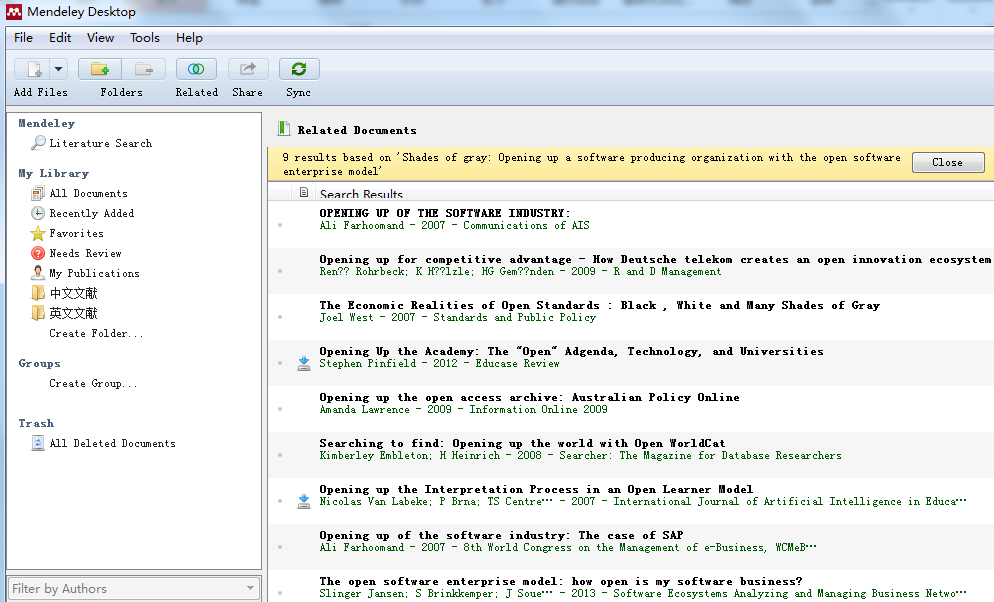 Mendeley Desktop
File Edit View Tools Help
Add Files Folders Related Share Sync
Mendeley
Literature Search
My Library
All Documents
Recently Added
Favorites
Needs Review
My Publications
中文文献
英文文献
Create Folder...
Groups
Create Group...
Trash
All Deleted Documents
Filter by Authors
Related Documents
9 results based on 'Shades of gray: Opening up a software producing organization with the open software
enterprise model'
Close
Search Results
OPENING UP OF THE SOFTWARE INDUSTRY:
Ali Farhoomand - 2007 - Communications of AIS
Opening up for competitive advantage - How Deutsche telekom creates an open innovation ecosystem
Ren?? Rohrbeck; K H??lzle; HG Gem??nden - 2009 - R and D Management
The Economic Realities of Open Standards : Black , White and Many Shades of Gray
Joel West - 2007 - Standards and Public Policy
Opening Up the Academy: The "Open" Adgenda, Technology, and Universities
Stephen Pinfield - 2012 - Educase Review
Opening up the open access archive: Australian Policy Online
Amanda Lawrence - 2009 - Information Online 2009
Searching to find: Opening up the world with Open WorldCat
Kimberley Embleton; H Heinrich - 2008 - Searcher: The Magazine for Database Researchers
Opening up the Interpretation Process in an Open Learner Model
Nicolas Van Labeke; P Brna; TS Centre… - 2007 - International Journal of Artificial Intelligence in Educa…
Opening up of the software industry: The case of SAP
Ali Farhoomand - 2007 - 8th World Congress on the Management of e-Business, WCMeB…
The open software enterprise model: how open is my software business?
Slinger Jansen; S Brinkkemper; J Soue… - 2013 - Software Ecosystems Analyzing and Managing Business Netwo…